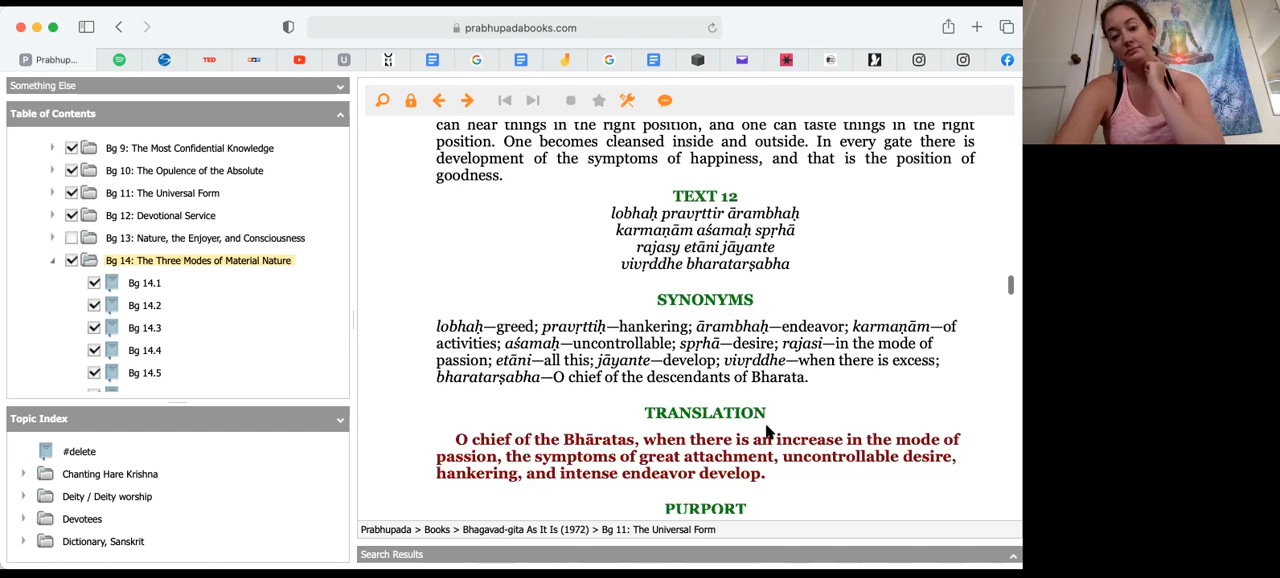 prabhupadabooks.com
P Prabhup...
TED
U
Something Else
Table of Contents
Bg 9: The Most Confidential Knowledge
Bg 10: The Opulence of the Absolute
Bg 11: The Universal Form
Bg 12: Devotional Service
Bg 13: Nature, the Enjoyer, and Consciousness
Bg 14: The Three Modes of Material Nature
Bg 14.1
Bg 14.2
Bg 14.3
Bg 14.4
Bg 14.5
Topic Index
#delete
Chanting Hare Krishna
Deity / Deity worship
Devotees
Dictionary, Sanskrit
can hear things in the right position, and one can taste things in the right
position. One becomes cleansed inside and outside. In every gate there is
development of the symptoms of happiness, and that is the position of
goodness.
TEXT 12
lobhaḥ pravṛttir ārambhaḥ
karmaṇām aśamaḥ spṛhā
rajasy etāni jāyante
vivṛddhe bharatarṣabha
SYNONYMS
lobhaḥ—greed; pravṛttiḥ—hankering; ārambhaḥ—endeavor; karmaṇām—of
activities; aśamaḥ—uncontrollable; spṛhā—desire; rajasi—in the mode of
passion; etāni—all this; jāyante—develop; vivṛddhe—when there is excess;
bharatarṣabha—O chief of the descendants of Bharata.
TRANSLATION
O chief of the Bhāratas, when there is an increase in the mode of
passion, the symptoms of great attachment, uncontrollable desire,
hankering, and intense endeavor develop.
PURPORT
Prabhupada > Books > Bhagavad-gita As It Is (1972) > Bg 11: The Universal Form
Search Results